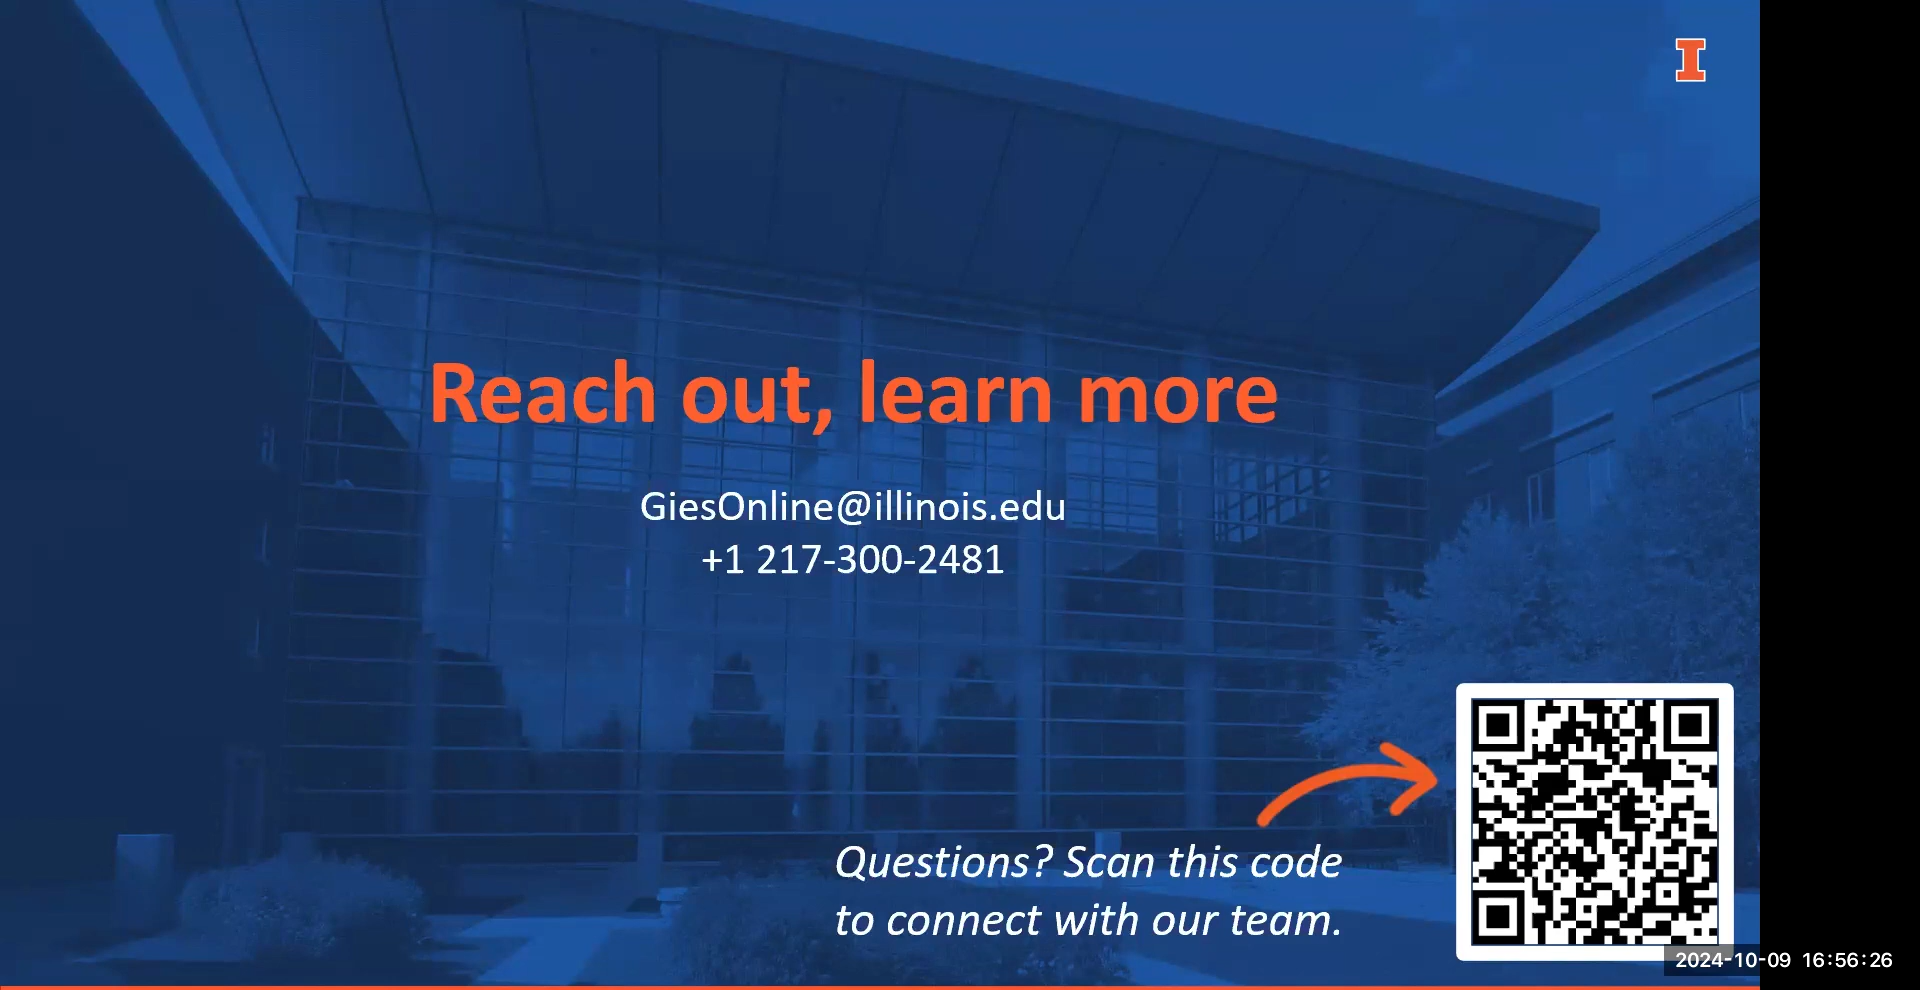 I
Reach out, learn more
GiesOnline@illinois.edu
+1 217-300-2481
Questions? Scan this code
to connect with our team.
2024-10-09 16:56:26